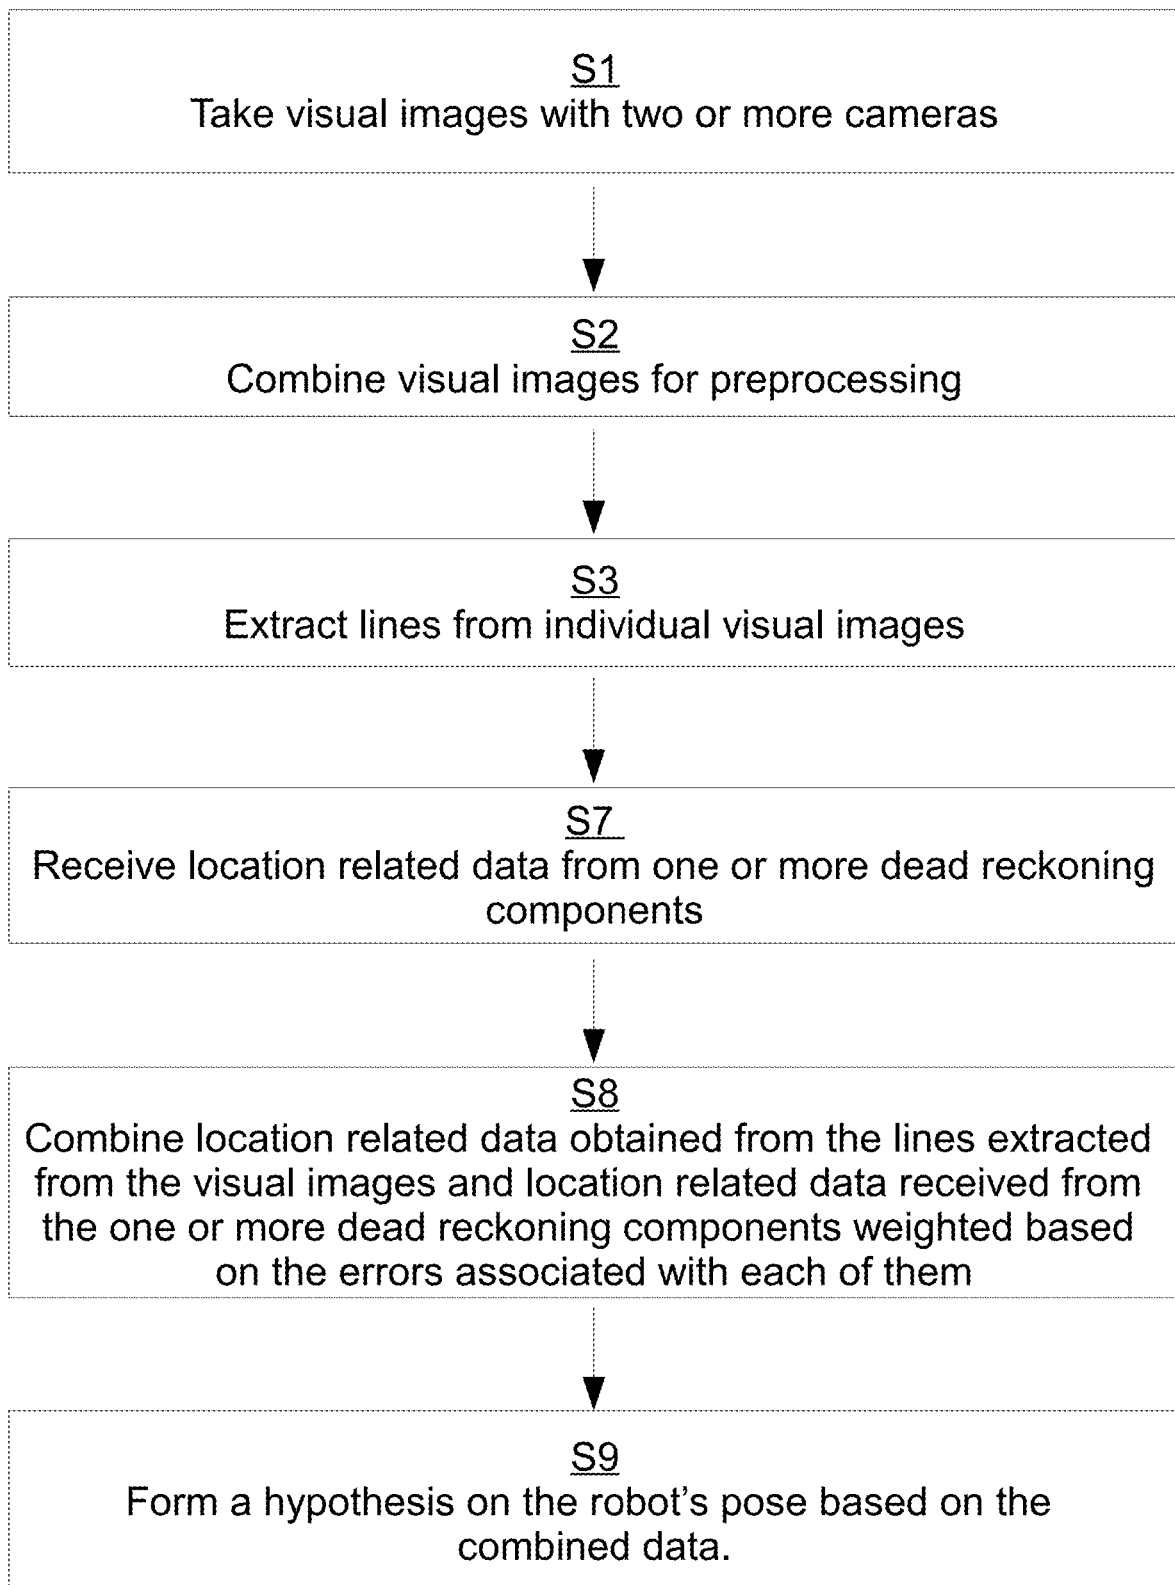 S1
Take visual images with two or more cameras
S2
Combine visual images for preprocessing
S3
Extract lines from individual visual images
S7
Receive location related data from one or more dead reckoning
components
S8
Combine location related data obtained from the lines extracted
from the visual images and location related data received from
the one or more dead reckoning components weighted based
on the errors associated with each of them
S9
Form a hypothesis on the robot's pose based on the
combined data.